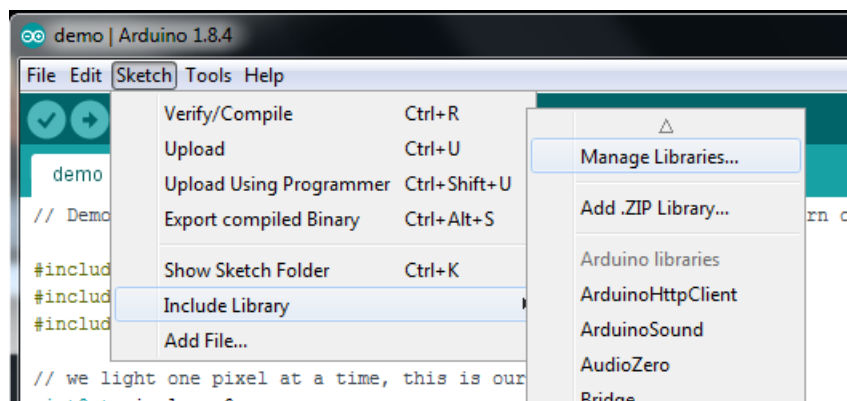 demo | Arduino 1.8.4
File Edit Sketch Tools Help
Verify/Compile Ctrl+R
Upload Ctrl+U
Upload Using Programmer Ctrl+Shift+U
Export compiled Binary Ctrl+Alt+S
Show Sketch Folder Ctrl+K
Include Library
Add File...
Manage Libraries...
Add .ZIP Library...
Arduino libraries
ArduinoHttpClient
ArduinoSound
AudioZero
Bridge
demo
// Demo
#includ
#includ
#includ
// we light one pixel at a time, this is our